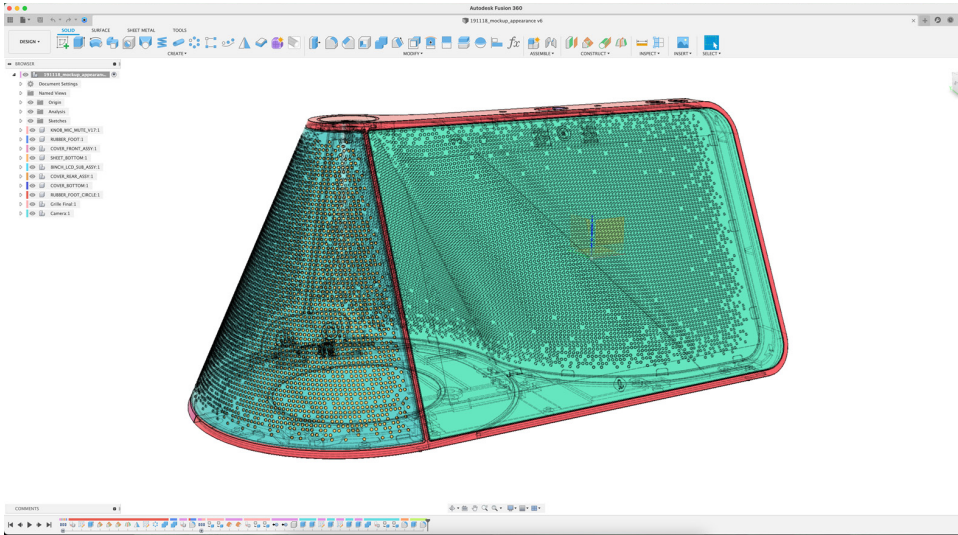 Autodesk Fusion 360
191118_mockup_appearance v6
SOLID SURFACE SHEET METAL TOOLS
DESIGN
CREATE MODIFY ASSEMBLE CONSTRUCT INSPECT INSERT SELECT
BROWSER
191118_mockup_appearan...
Document Settings
Named Views
Origin
Analysis
Sketches
KNOB_MIC_MUTE_V17:1
RUBBER_FOOT:1
COVER_FRONT_ASSY:1
SHEET_BOTTOM:1
8INCH_LCD_SUB_ASSY:1
COVER_REAR_ASSY:1
COVER_BOTTOM:1
RUBBER_FOOT_CIRCLE:1
Grille Final:1
Camera:1
COMMENTS